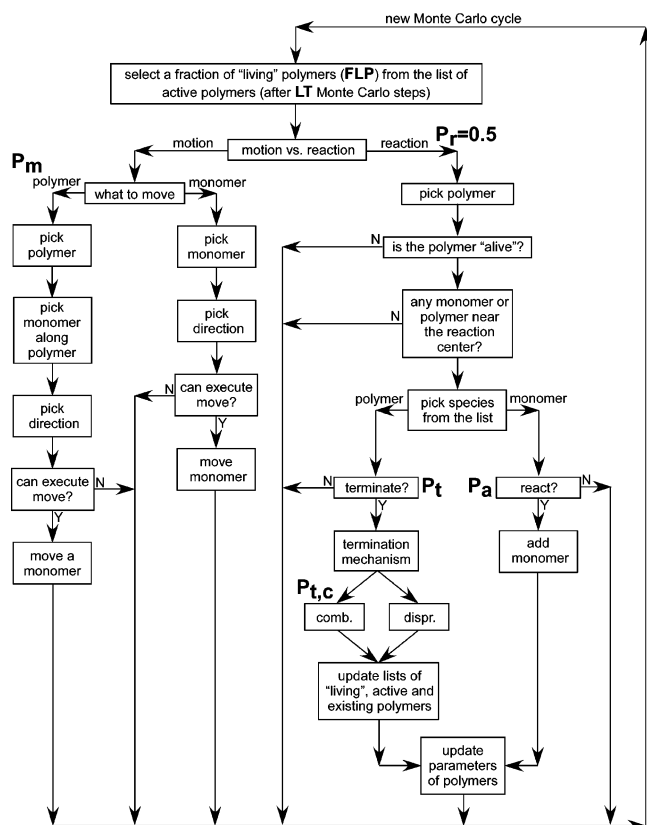 new Monte Carlo cycle
select a fraction of “living” polymers (FLP) from the list of
active polymers (after LT Monte Carlo steps)
motion
motion vs. reaction
reaction
Pr=0.5
Pm
polymer
what to move
monomer
pick polymer
pick
polymer
pick
monomer
N
is the polymer “alive”?
pick
monomer
along
polymer
pick
direction
N
any monomer or
polymer near
the reaction
center?
pick
direction
N
can execute
move?
Y
polymer
pick species
from the list
monomer
can execute
move?
N
Y
move
monomer
N
terminate?
Pt
Y
Pa
react?
N
Y
move a
monomer
termination
mechanism
add
monomer
Pt,c
comb.
dispr.
update lists of
“living”, active and
existing polymers
update
parameters
of polymers